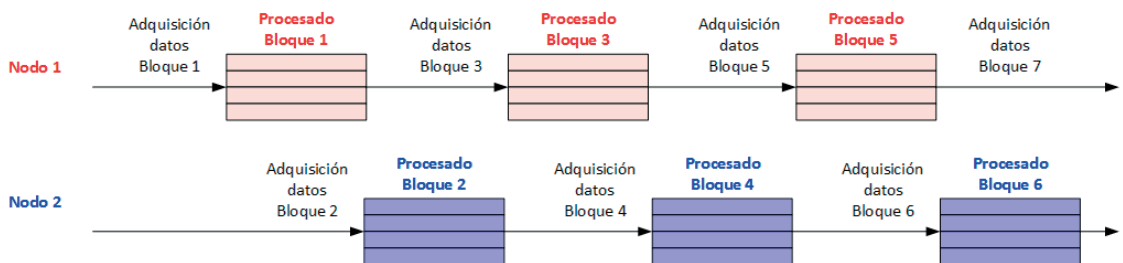 Nodo 1
Adquisición
datos
Bloque 1
Procesado
Bloque 1
Adquisición
datos
Bloque 3
Procesado
Bloque 3
Adquisición
datos
Bloque 5
Procesado
Bloque 5
Adquisición
datos
Bloque 7
Nodo 2
Adquisición
datos
Bloque 2
Procesado
Bloque 2
Adquisición
datos
Bloque 4
Procesado
Bloque 4
Adquisición
datos
Bloque 6
Procesado
Bloque 6